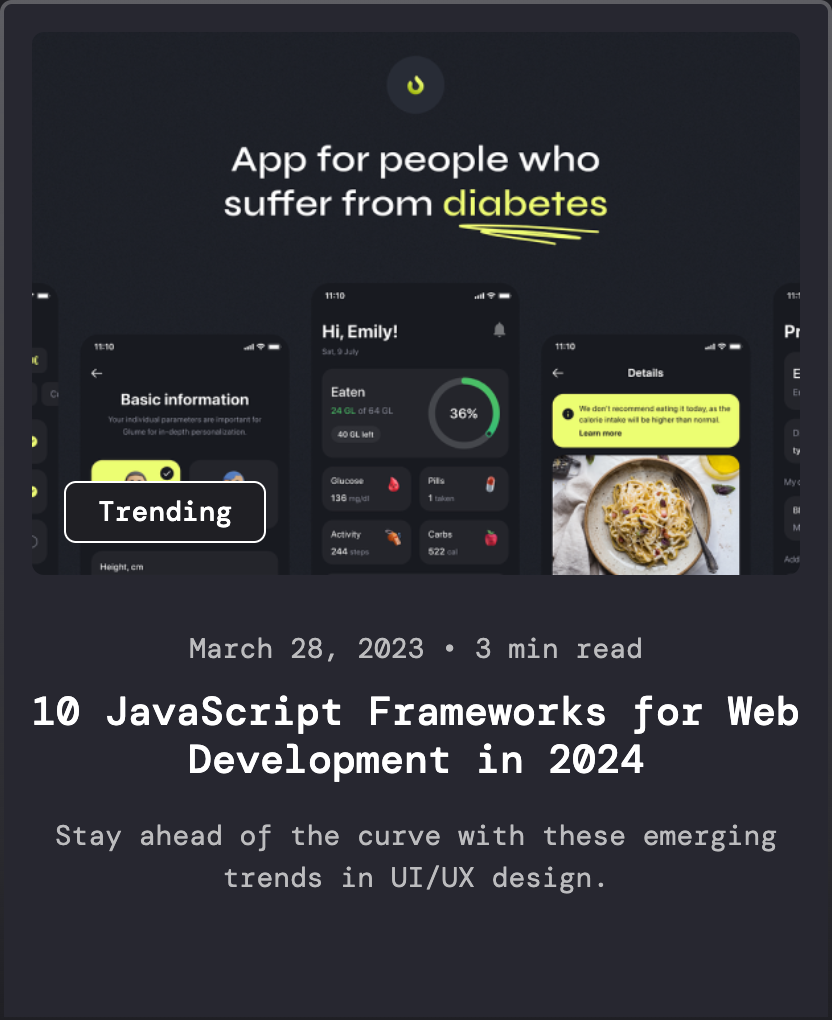 App for people who
suffer from diabetes
11:10
Basic information
Your individual parameters are important for
Glume for in-depth personalization.
Height, cm
11:10
Hi, Emily!
Sat, 9 July
Eaten
24 GL of 64 GL
40 GL left
36%
Glucose
136 mg/dl
Pills
1 taken
Activity
244 steps
Carbs
522 cal
11:10
Details
We don't recommend eating it today, as the
calorie intake will be higher than normal.
Learn more
Trending
March 28, 2023 • 3 min read
10 JavaScript Frameworks for Web
Development in 2024
Stay ahead of the curve with these emerging
trends in UI/UX design.